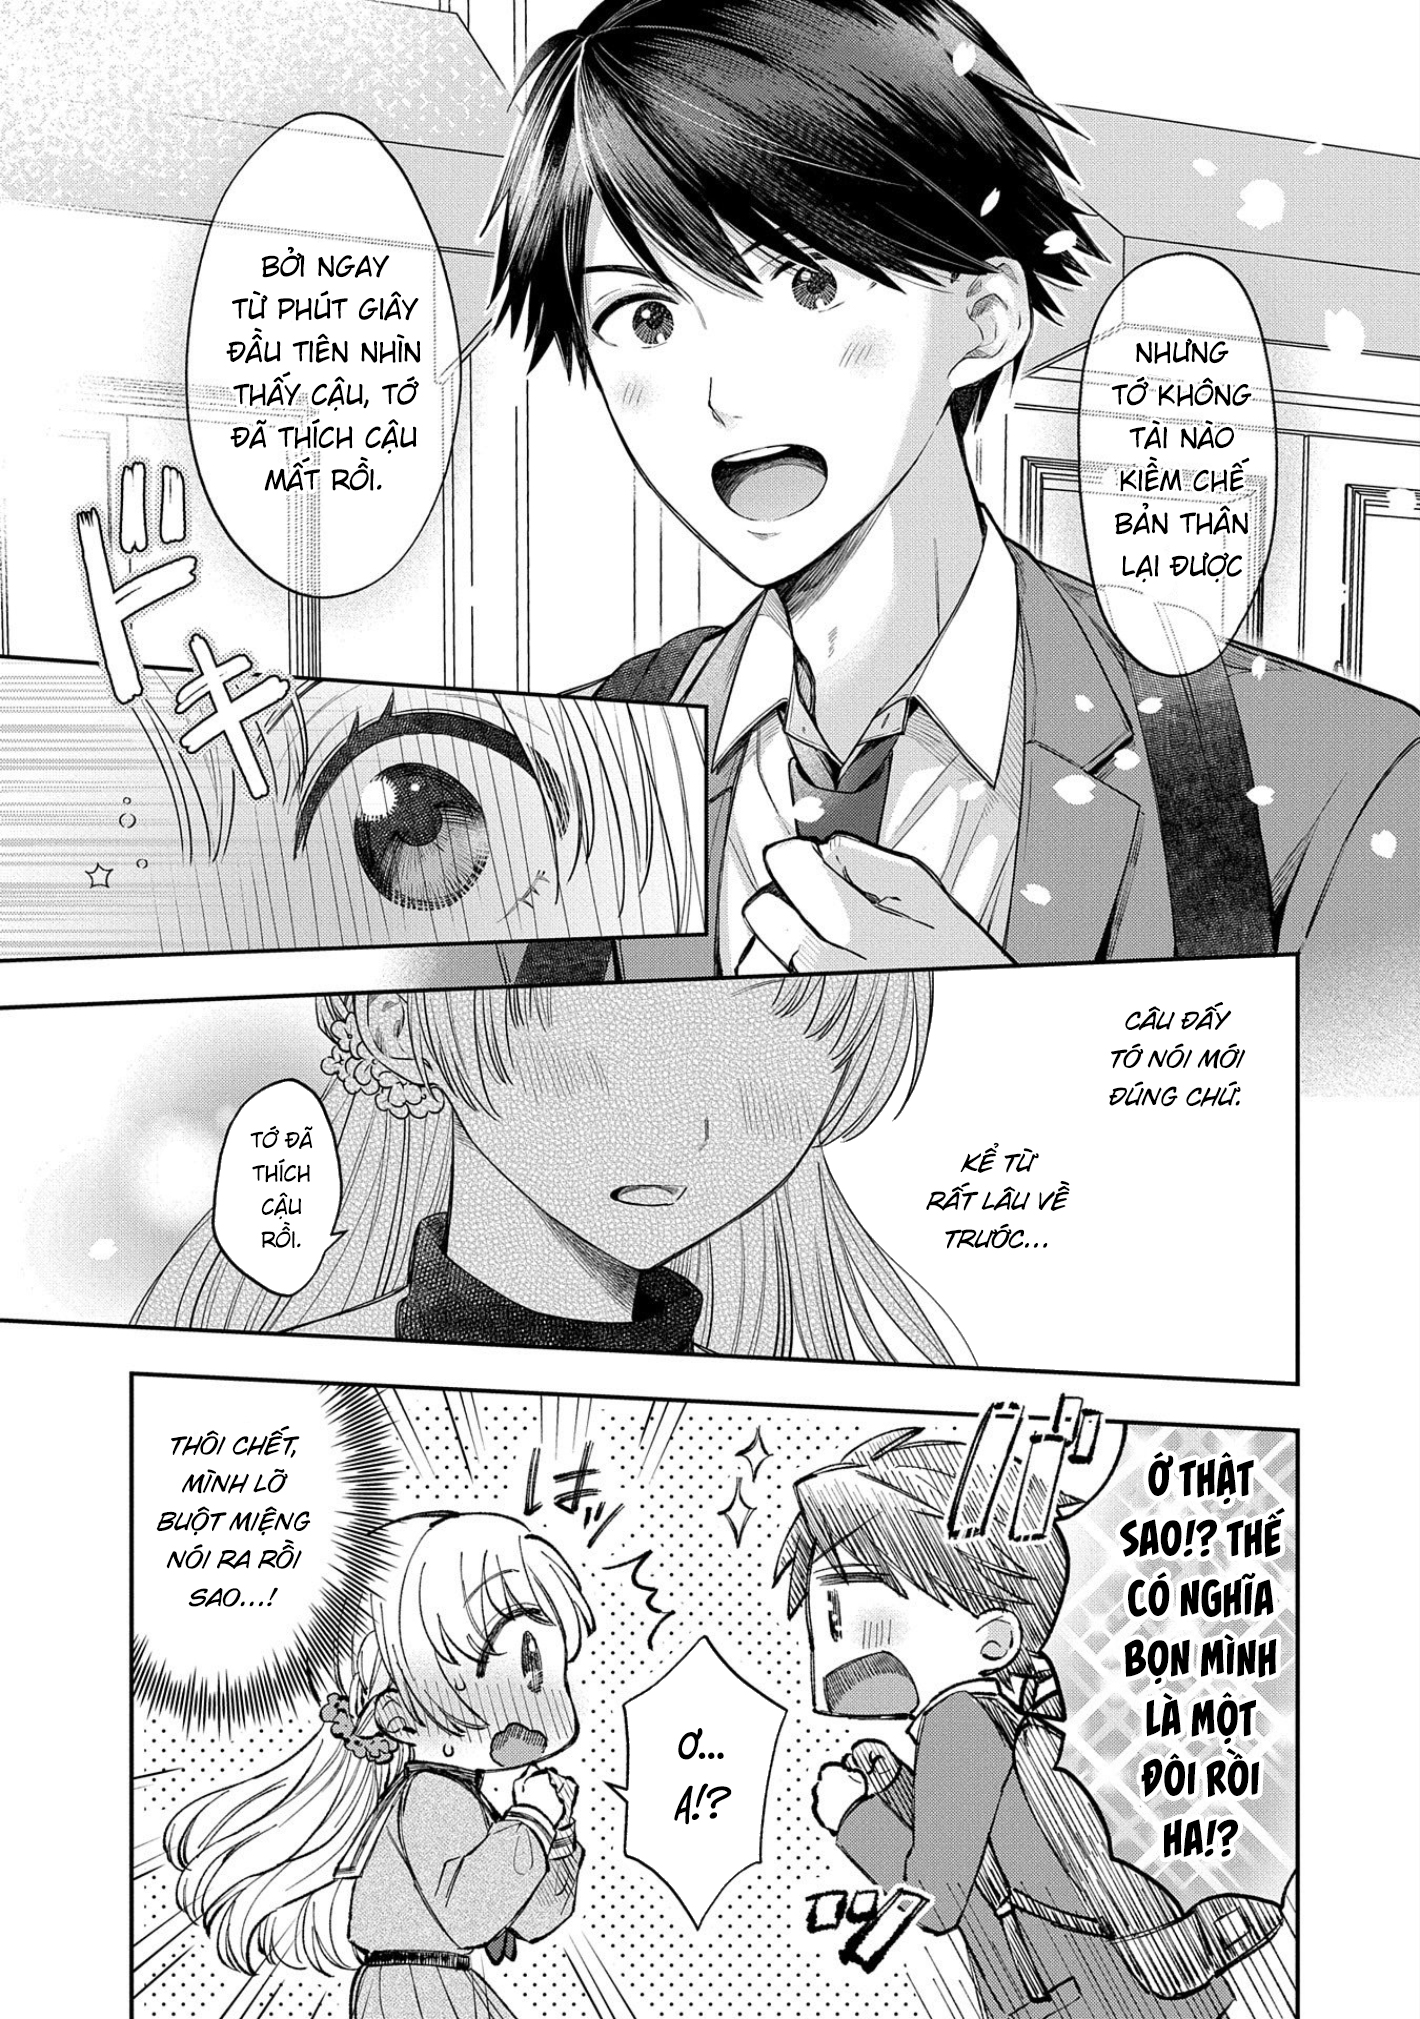 NHƯNG
TỚ KHÔNG
TÀI NÀO
KIỀM CHẾ
BẢN THÂN
LẠI ĐƯỢC
BỞI NGAY
TỪ PHÚT GIÂY
ĐẦU TIÊN NHÌN
THẤY CẬU, TỚ
ĐÃ THÍCH CẬU
MẤT RỒI.
ドキ
CÂU ĐẤY
TỚ NÓI MỚI
ĐÚNG CHỨ.
KỂ TỪ
RẤT LÂU VỀ
TRƯỚC...
TỚ ĐÃ
THÍCH
CẬU
RỒI.
Ở THẬT
SAO!? THẾ
CÓ NGHĨA
BỌN MÌNH
LÀ MỘT
ĐÔI RỒI
HA!?
Ơ...
A!?
THÔI CHẾT,
MÌNH LỠ
BUỘT MIỆNG
NÓI RA RỒI
SAO...!